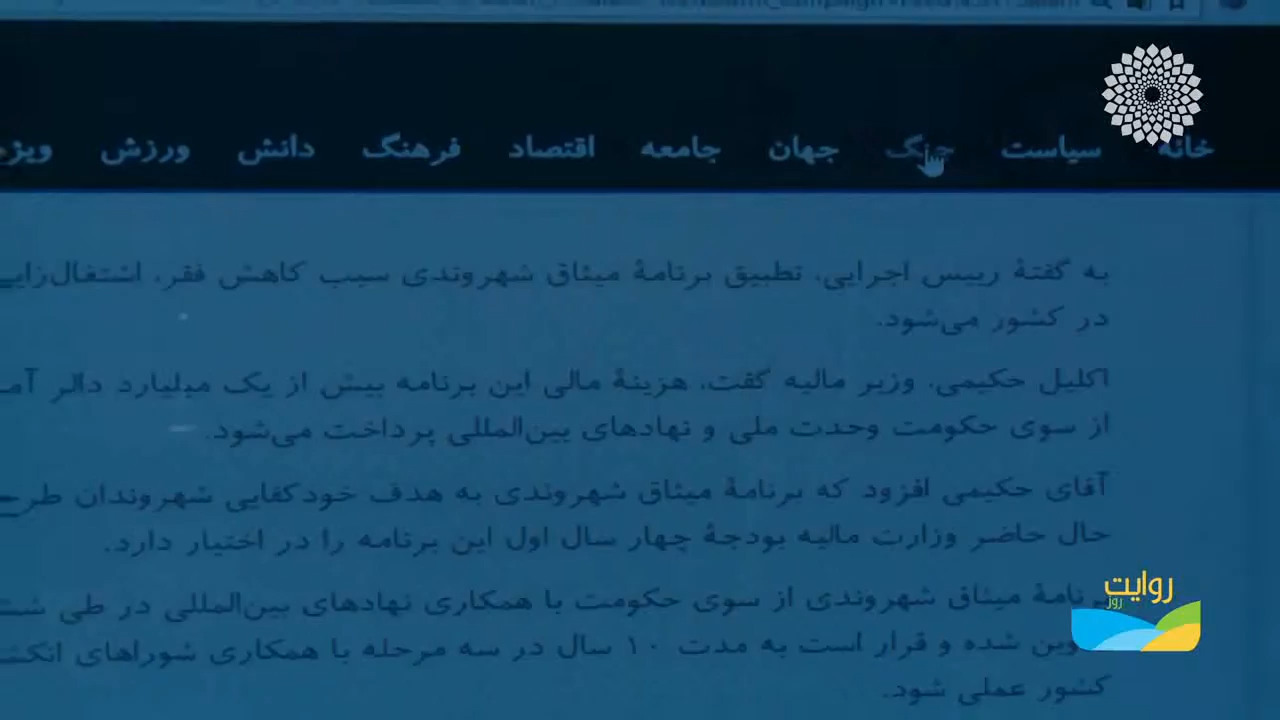 خانه سیاست جنگ جهان جامعه اقتصاد فرهنگ دانش ورزش
به گفتهٔ رییس اجرایی، تطبیق برنامهٔ میثاق شهروندی سبب کاهش فقر، اشتغال‌زایی
در کشور می‌شود.
اکلیل حکیمی، وزیر مالیه گفت، هزینهٔ مالی این برنامه بیش از یک میلیارد دالر
از سوی حکومت وحدت ملی و نهادهای بین‌المللی پرداخت می‌شود.
آقای حکیمی افزود که برنامهٔ میثاق شهروندی به هدف خودکفایی شهروندان طرح
حال حاضر وزارت مالیه بودجهٔ چهار سال اول این برنامه را در اختیار دارد.
برنامهٔ میثاق شهروندی از سوی حکومت با همکاری نهادهای بین‌المللی در طی
شده و قرار است به مدت ۱۰ سال در سه مرحله با همکاری شوراهای
کشور عملی شود.
روایت
روز